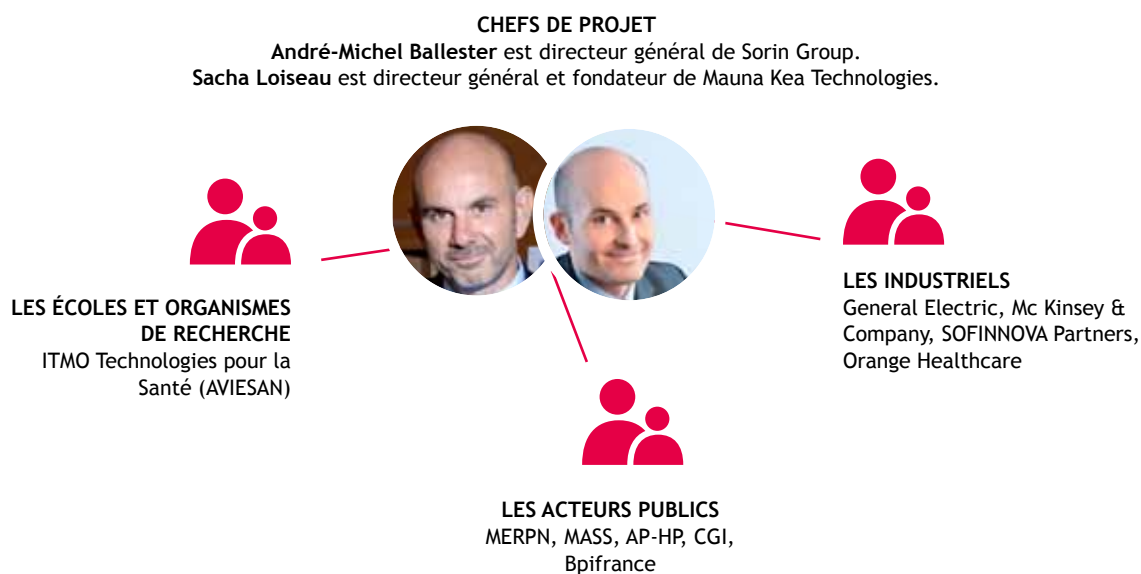 CHEFS DE PROJET
André-Michel Ballester est directeur général de Sorin Group.
Sacha Loiseau est directeur général et fondateur de Mauna Kea Technologies.
LES ÉCOLES ET ORGANISMES
DE RECHERCHE
ITMO Technologies pour la
Santé (AVIESAN)
LES INDUSTRIELS
General Electric, Mc Kinsey &
Company, SOFINNOVA Partners,
Orange Healthcare
LES ACTEURS PUBLICS
MERPN, MASS, AP-HP, CGI,
Bpifrance